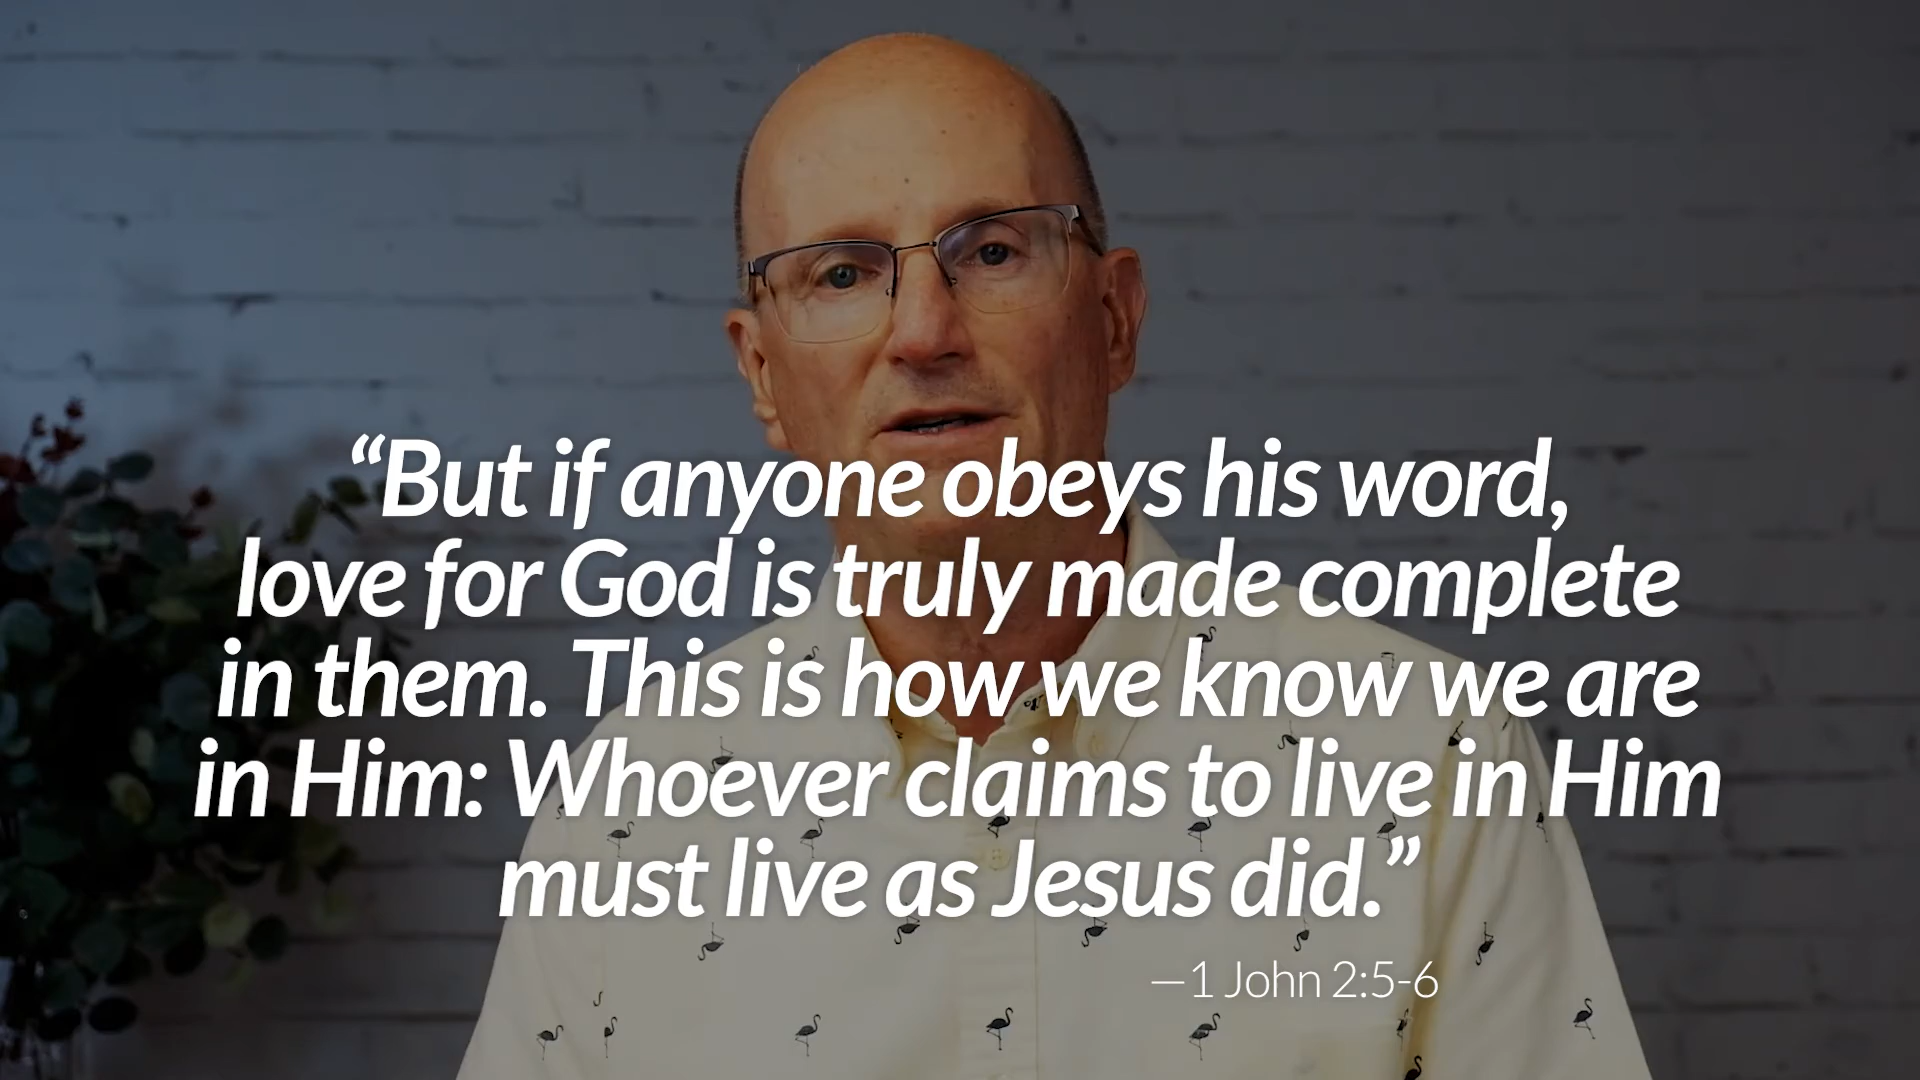 “But if anyone obeys his word,
love for God is truly made complete
in them. This is how we know we are
in Him: Whoever claims to live in Him
must live as Jesus did.”
—1 John 2:5-6